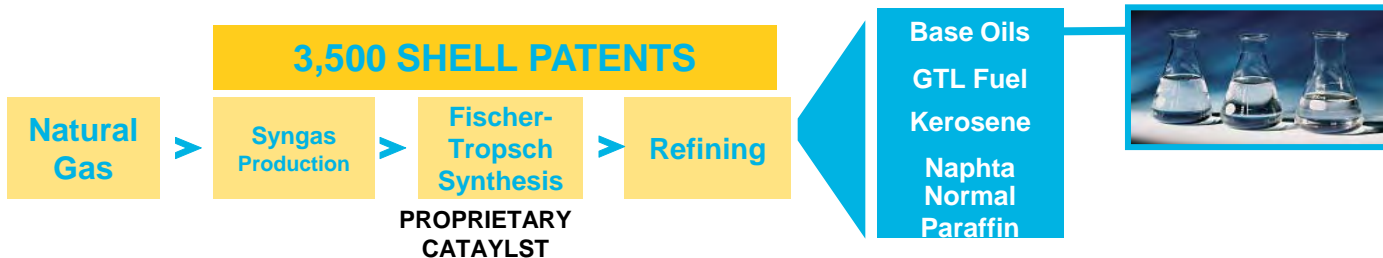 3,500 SHELL PATENTS
Natural
Gas
Syngas
Production
Fischer-
Tropsch
Synthesis
PROPRIETARY
CATAYLST
Refining
Base Oils
GTL Fuel
Kerosene
Naphta
Normal
Paraffin